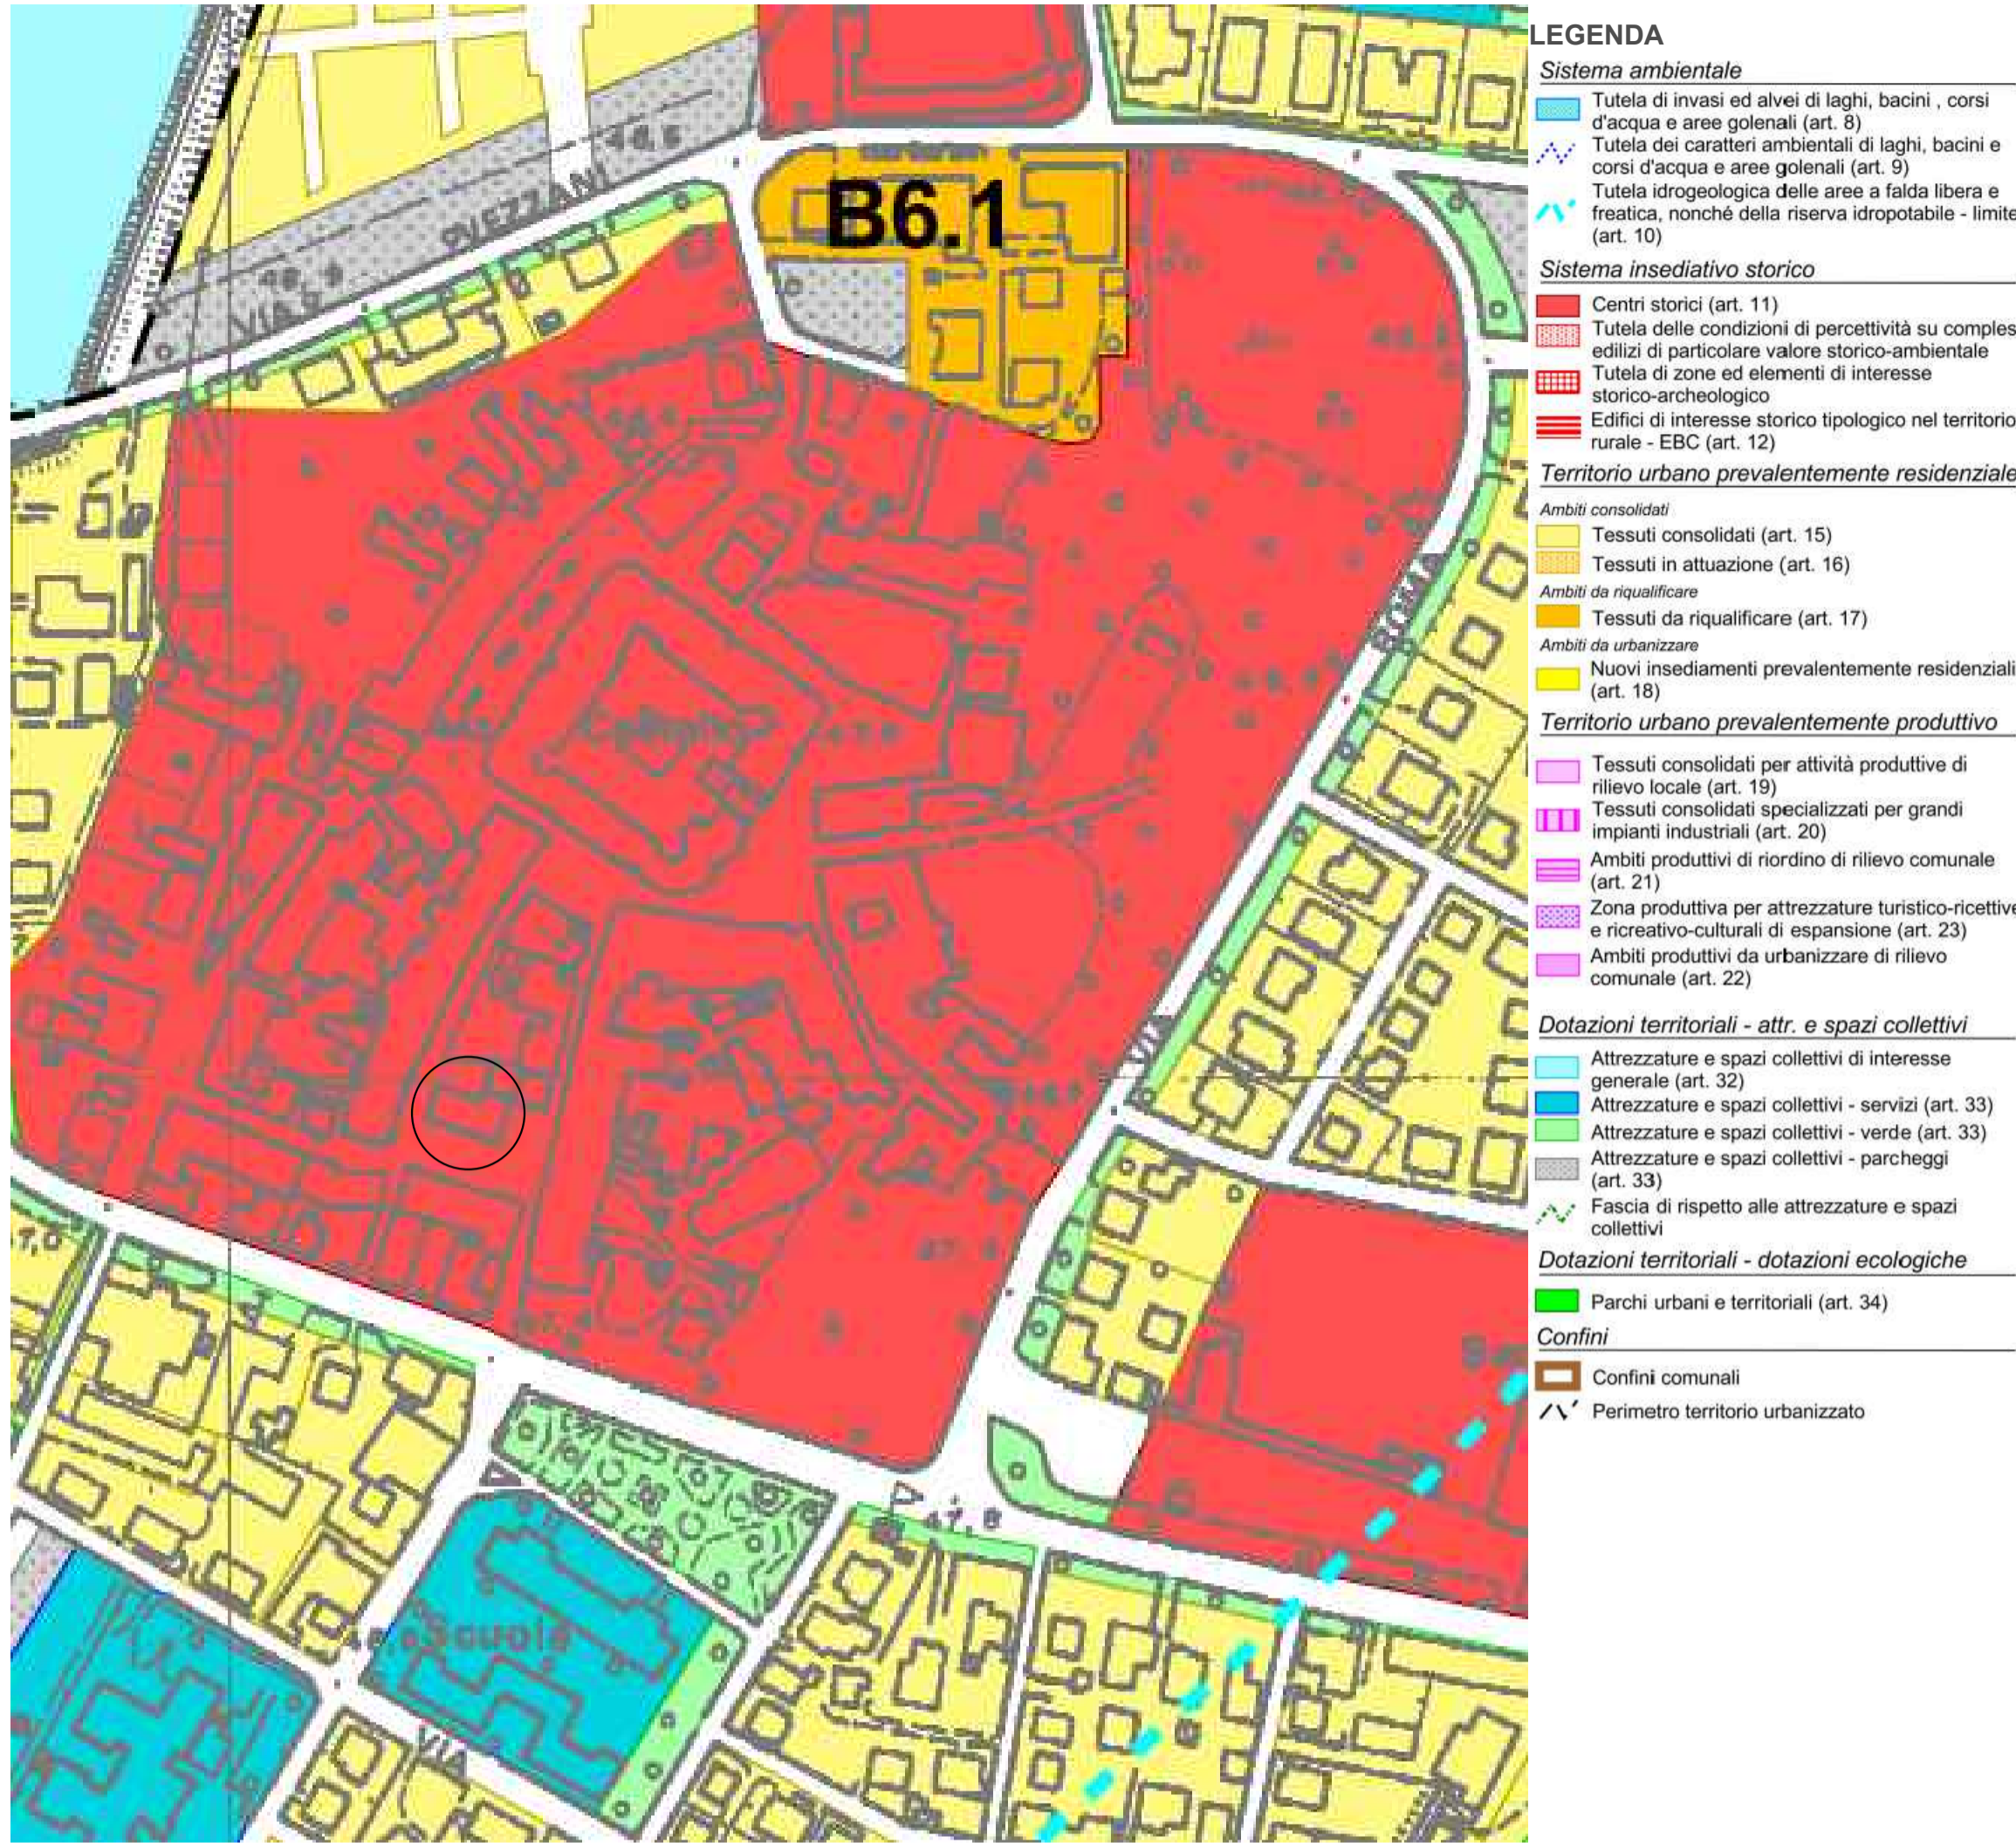 B6.1
VEZZANI
VIA
46,6
ROMA
VIA
47,8
Scuole
VIA
7,0
LEGENDA
Sistema ambientale
Tutela di invasi ed alvei di laghi, bacini , corsi
d'acqua e aree golenali (art. 8)
Tutela dei caratteri ambientali di laghi, bacini e
corsi d'acqua e aree golenali (art. 9)
Tutela idrogeologica delle aree a falda libera e
freatica, nonché della riserva idropotabile - limite
(art. 10)
Sistema insediativo storico
Centri storici (art. 11)
Tutela delle condizioni di percettività su comples
edilizi di particolare valore storico-ambientale
Tutela di zone ed elementi di interesse
storico-archeologico
Edifici di interesse storico tipologico nel territorio
rurale - EBC (art. 12)
Territorio urbano prevalentemente residenziale
Ambiti consolidati
Tessuti consolidati (art. 15)
Tessuti in attuazione (art. 16)
Ambiti da riqualificare
Tessuti da riqualificare (art. 17)
Ambiti da urbanizzare
Nuovi insediamenti prevalentemente residenziali
(art. 18)
Territorio urbano prevalentemente produttivo
Tessuti consolidati per attività produttive di
rilievo locale (art. 19)
Tessuti consolidati specializzati per grandi
impianti industriali (art. 20)
Ambiti produttivi di riordino di rilievo comunale
(art. 21)
Zona produttiva per attrezzature turistico-ricettive
e ricreativo-culturali di espansione (art. 23)
Ambiti produttivi da urbanizzare di rilievo
comunale (art. 22)
Dotazioni territoriali - attr. e spazi collettivi
Attrezzature e spazi collettivi di interesse
generale (art. 32)
Attrezzature e spazi collettivi - servizi (art. 33)
Attrezzature e spazi collettivi - verde (art. 33)
Attrezzature e spazi collettivi - parcheggi
(art. 33)
Fascia di rispetto alle attrezzature e spazi
collettivi
Dotazioni territoriali - dotazioni ecologiche
Parchi urbani e territoriali (art. 34)
Confini
Confini comunali
Perimetro territorio urbanizzato